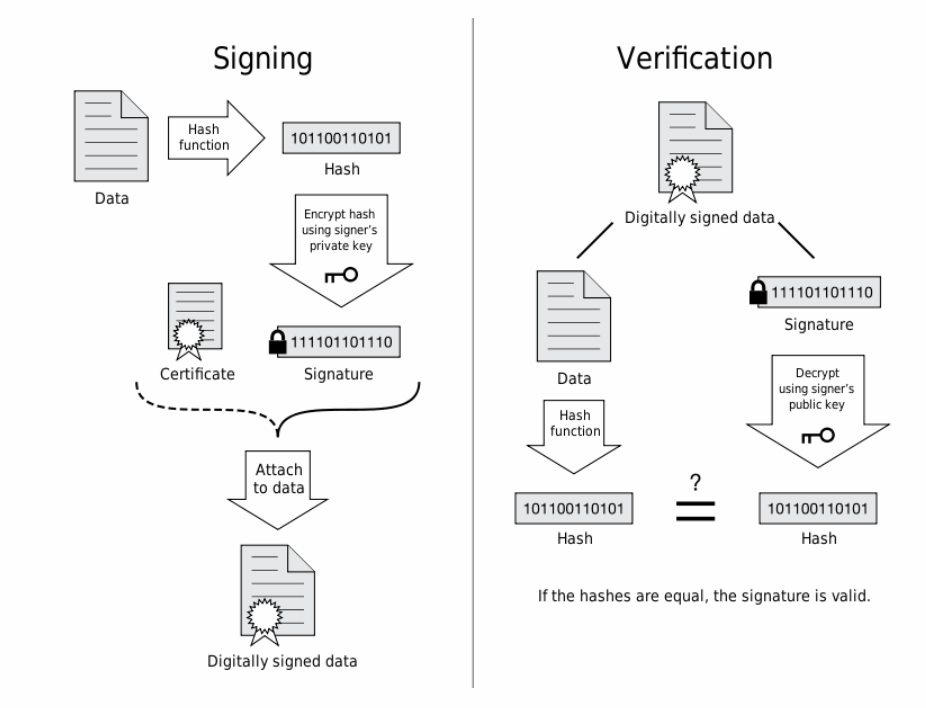 Signing
Hash
function
101100110101
Hash
Data
Encrypt hash
using signer's
private key
111101101110
Certificate
Signature
Attach
to data
Digitally signed data
Verification
Digitally signed data
111101101110
Signature
Data
Decrypt
using signer's
public key
Hash
function
?
101100110101
101100110101
Hash
Hash
If the hashes are equal, the signature is valid.